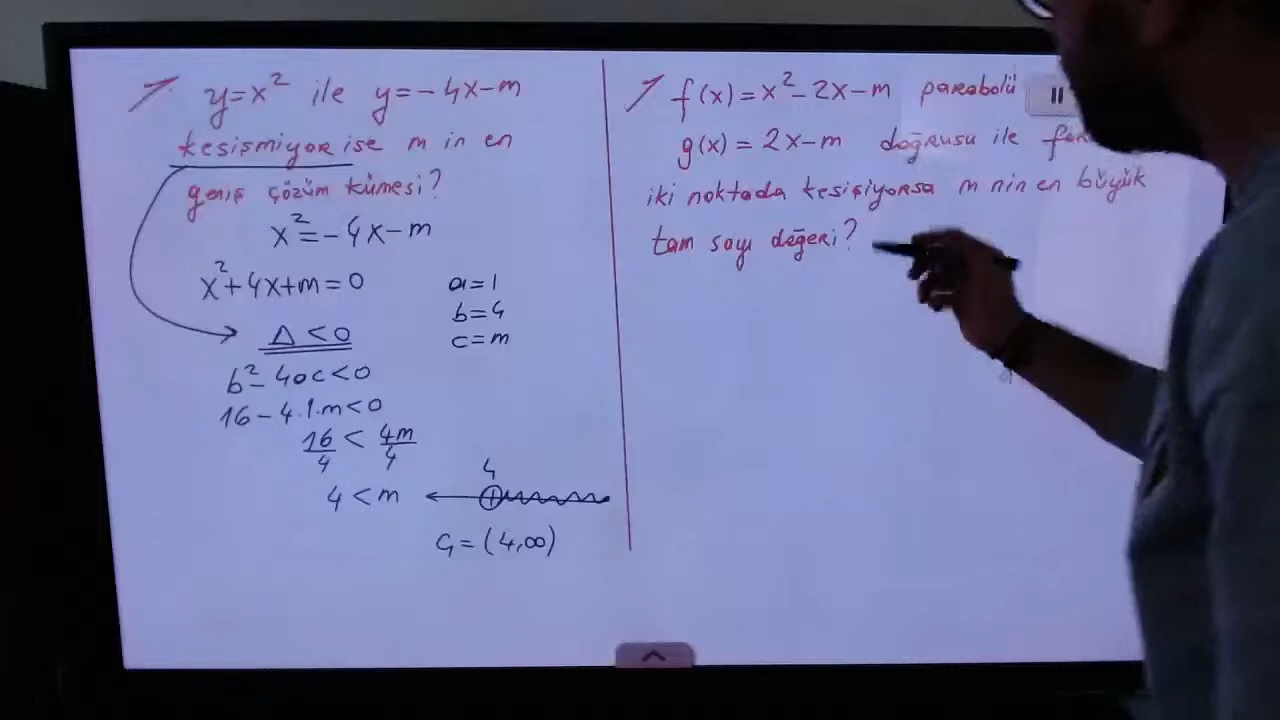 y=x² ile y=-4x-m
kesişmiyor ise m in en
geniş çözüm kümesi?
x²=-4x-m
x²+4x+m=0
a=1
b=4
c=m
Δ<0
b²-4ac<0
16-4.1.m<0
16/4 < 4m/4
4<m
4
Ç=(4,∞)
f(x)=x²-2x-m parabolü
g(x)=2x-m doğrusu ile
iki noktada kesişiyorsa m nin en büyük
tam sayı değeri?